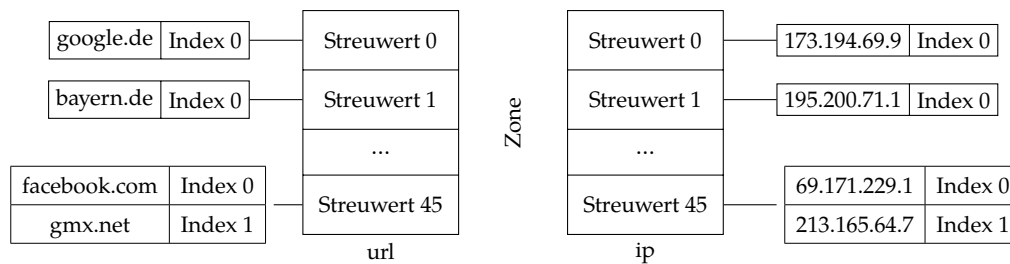 google.de Index 0 Streuwert 0 Streuwert 0 173.194.69.9 Index 0
bayern.de Index 0 Streuwert 1 Zone Streuwert 1 195.200.71.1 Index 0
... ...
facebook.com Index 0 Streuwert 45 Streuwert 45 69.171.229.1 Index 0
gmx.net Index 1 213.165.64.7 Index 1
url ip